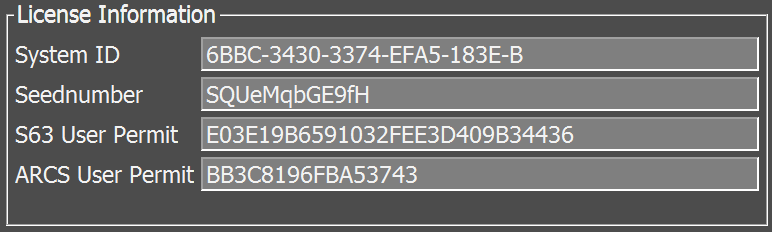 License Information
System ID 6BBC-3430-3374-EFA5-183E-B
Seednumber SQUeMqbGE9fH
S63 User Permit E03E19B6591032FEE3D409B34436
ARCS User Permit BB3C8196FBA53743